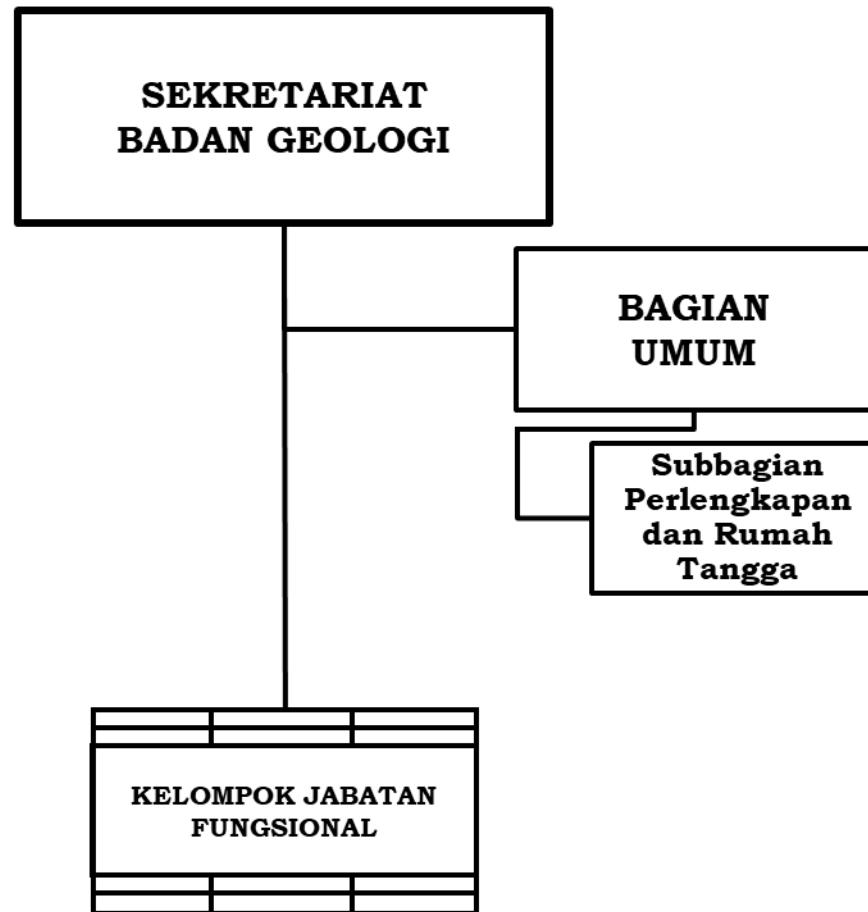 SEKRETARIAT
BADAN GEOLOGI
BAGIAN
UMUM
Subbagian
Perlengkapan
dan Rumah
Tangga
KELOMPOK JABATAN
FUNGSIONAL